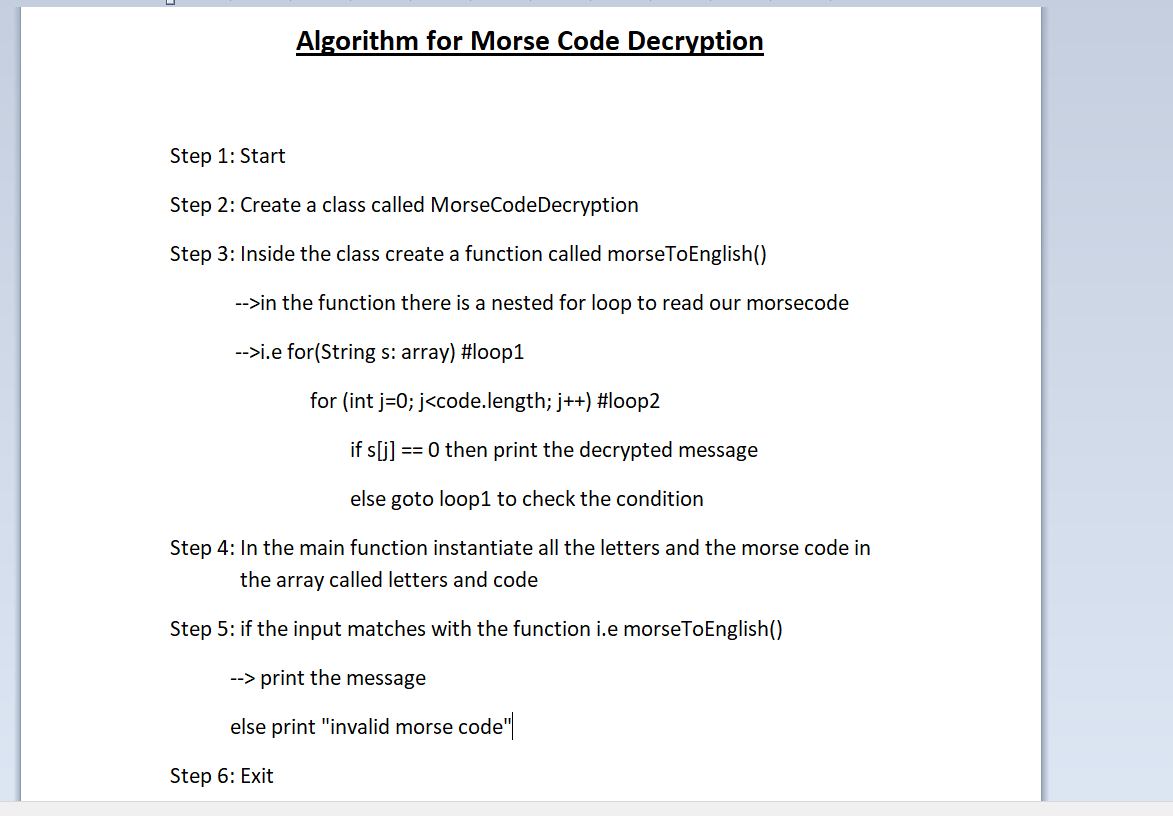 Algorithm for Morse Code Decryption
Step 1: Start
Step 2: Create a class called MorseCodeDecryption
Step 3: Inside the class create a function called morseToEnglish()
-->in the function there is a nested for loop to read our morsecode
-->i.e for(String s: array) #loop1
for (int j=0; j<code.length; j++) #loop2
if s[j] == 0 then print the decrypted message
else goto loop1 to check the condition
Step 4: In the main function instantiate all the letters and the morse code in
the array called letters and code
Step 5: if the input matches with the function i.e morseToEnglish()
--> print the message
else print "invalid morse code"
Step 6: Exit